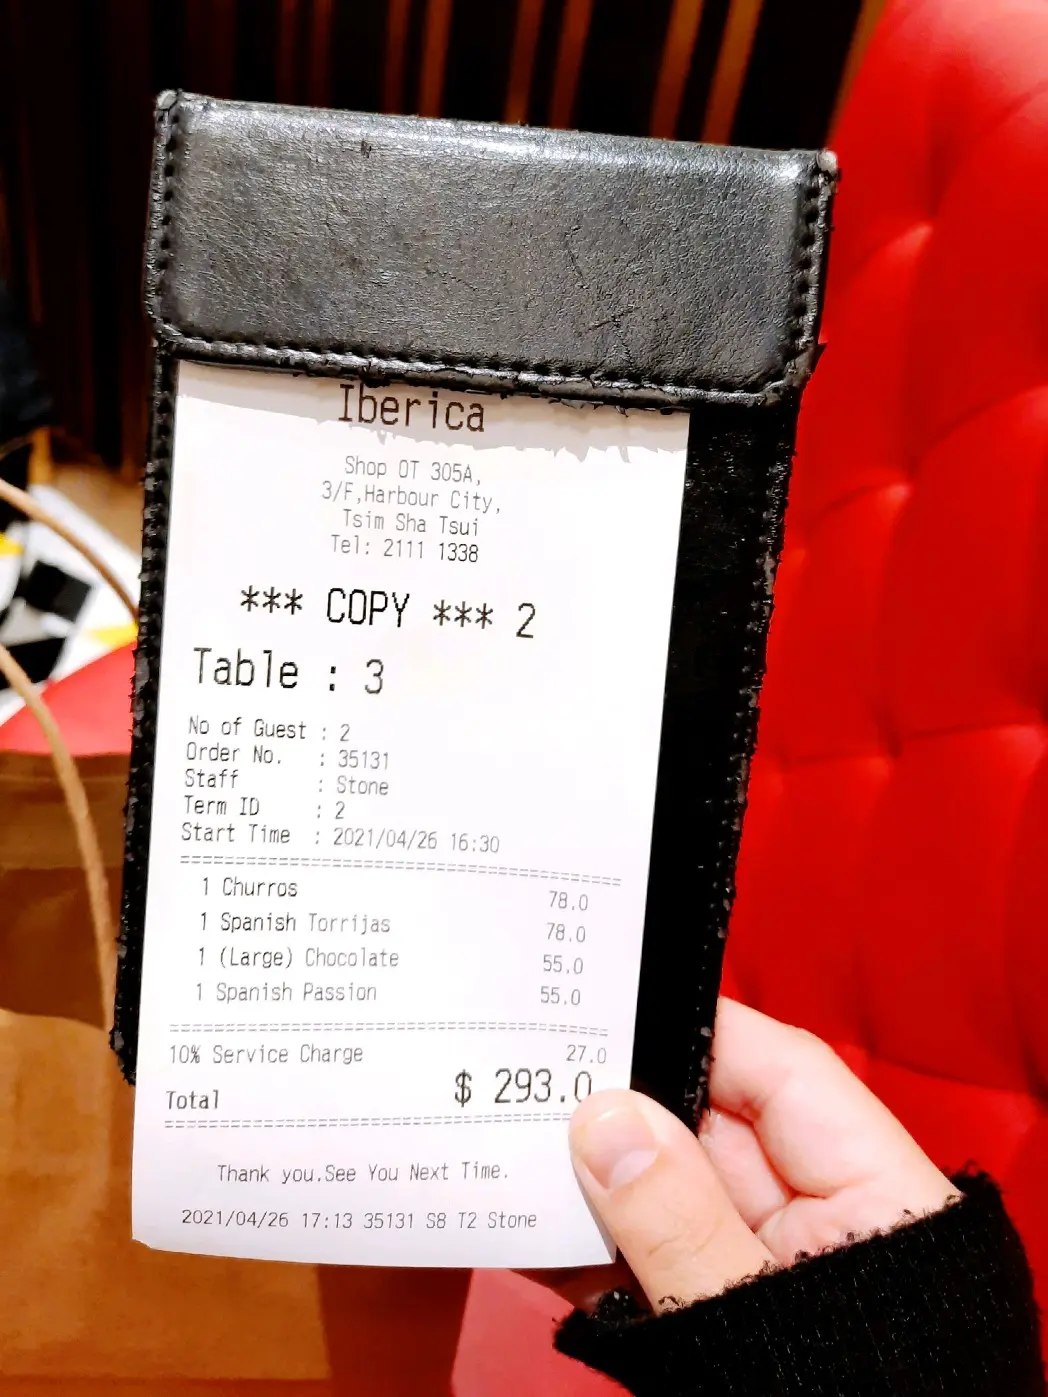 Iberica
Shop OT 305A,
3/F,Harbour City,
Tsim Sha Tsui
Tel: 2111 1338
*** COPY *** 2
Table : 3
No of Guest : 2
Order No. : 35131
Staff : Stone
Term ID : 2
Start Time : 2021/04/26 16:30
1 Churros 78.0
1 Spanish Torrijas 78.0
1 (Large) Chocolate 55.0
1 Spanish Passion 55.0
10% Service Charge 27.0
Total $ 293.0
Thank you.See You Next Time.
2021/04/26 17:13 35131 S8 T2 Stone